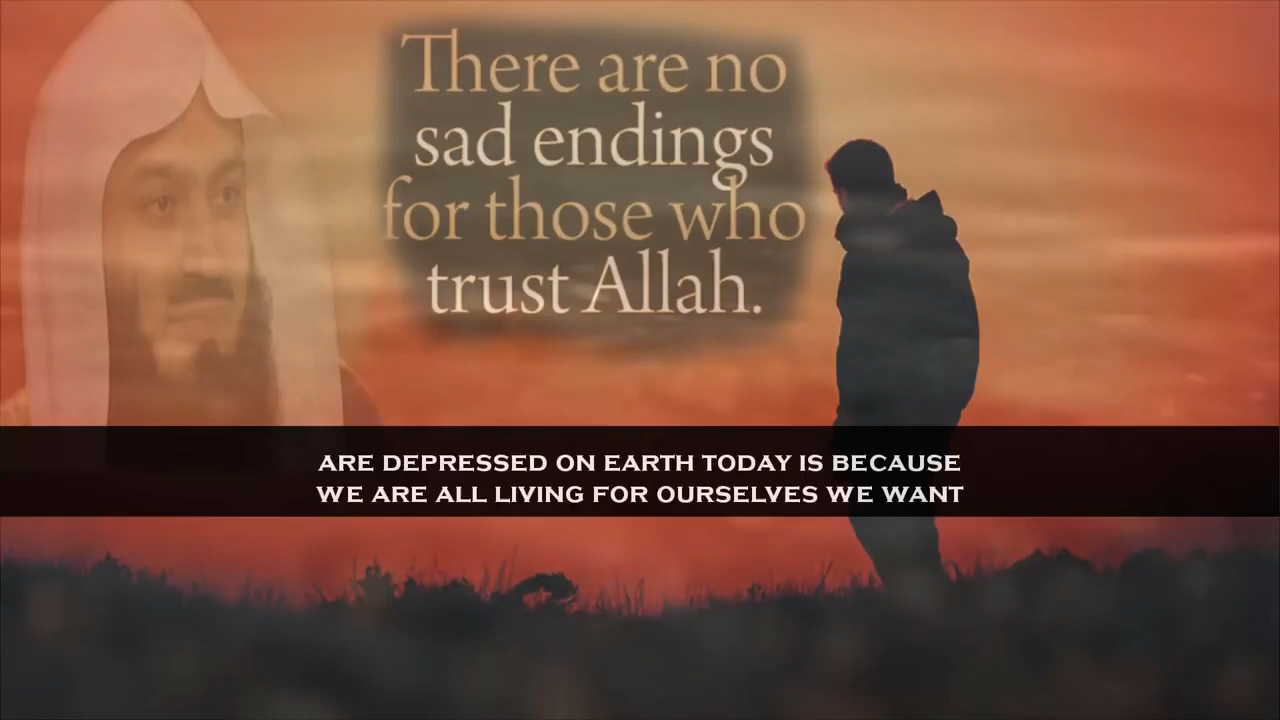 There are no
sad endings
for those who
trust Allah.
ARE DEPRESSED ON EARTH TODAY IS BECAUSE
WE ARE ALL LIVING FOR OURSELVES WE WANT